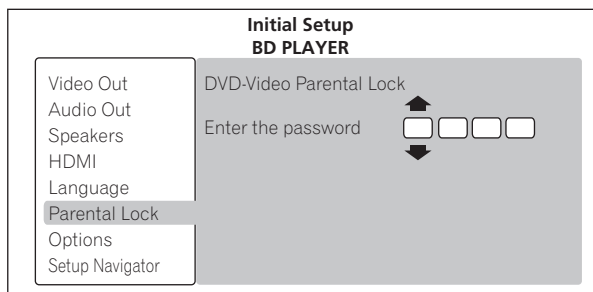 Initial Setup
BD PLAYER
Video Out
Audio Out
Speakers
HDMI
Language
Parental Lock
Options
Setup Navigator
DVD-Video Parental Lock
Enter the password